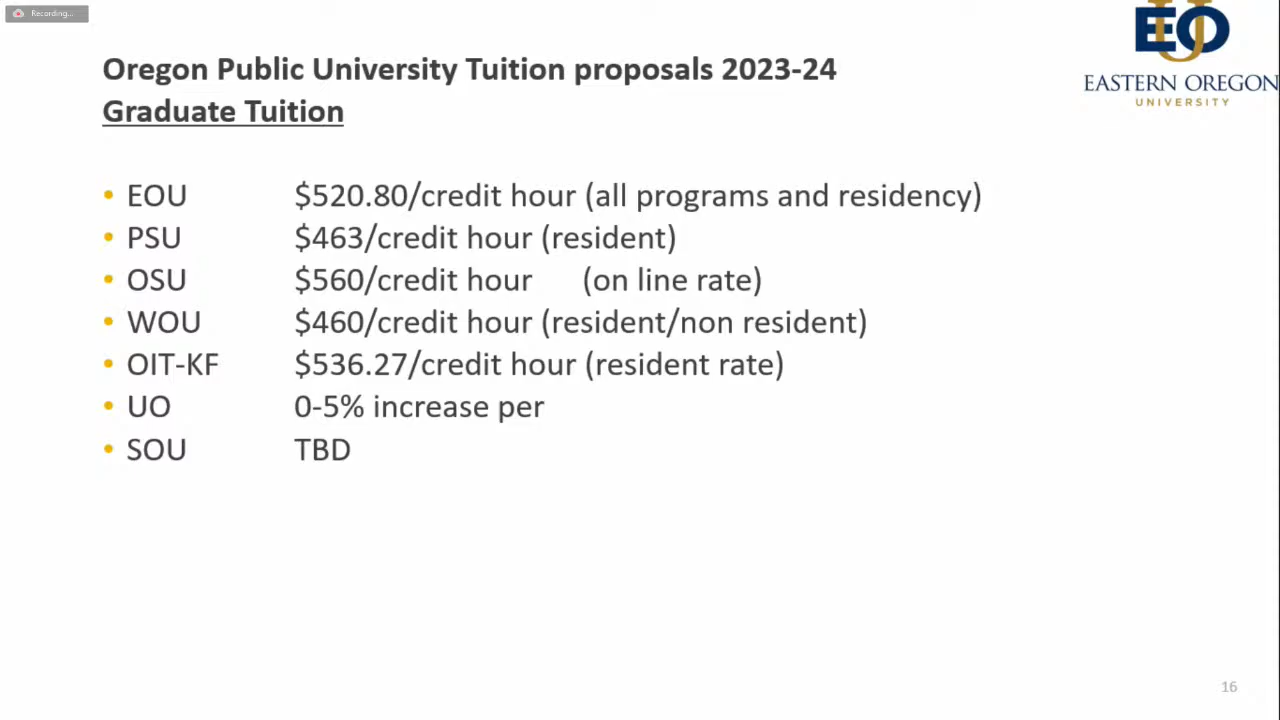 Recording...
EOU
EASTERN OREGON
UNIVERSITY
Oregon Public University Tuition proposals 2023-24
Graduate Tuition
• EOU $520.80/credit hour (all programs and residency)
• PSU $463/credit hour (resident)
• OSU $560/credit hour (on line rate)
• WOU $460/credit hour (resident/non resident)
• OIT-KF $536.27/credit hour (resident rate)
• UO 0-5% increase per
• SOU TBD
16